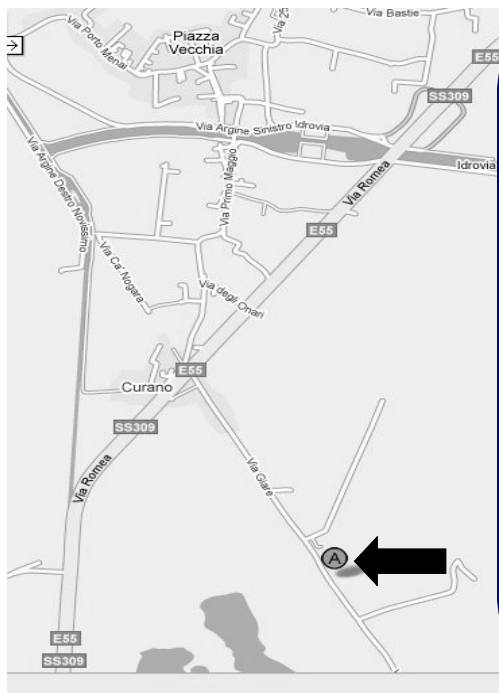 Via Bastie
Via Porto Menai
Piazza
Vecchia
E55
SS309
Via Argine Sinistro Idrovia
Idrovia
Via Argine Destro Novissimo
Via Primo Maggio
Via Romea
E55
Via Ca' Nogara
Via degli Onari
E55
Curano
SS309
Via Romea
Via Giare
A
E55
SS309